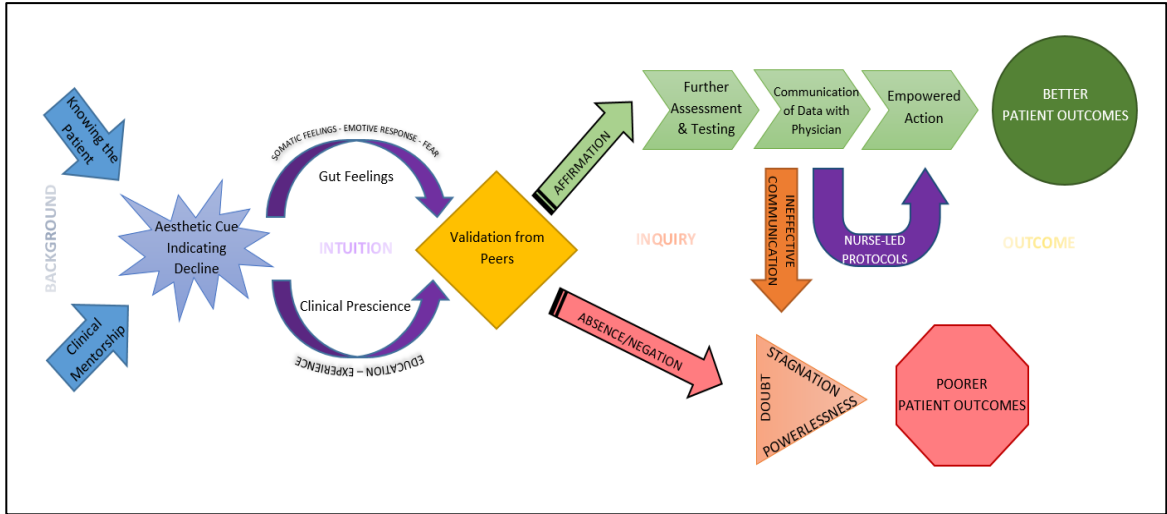 BACKGROUND
Knowing the
Patient
Clinical
Mentorship
Aesthetic Cue
Indicating
Decline
SOMATIC FEELINGS - EMOTIVE RESPONSE - FEAR
Gut Feelings
INTUITION
Clinical Prescience
EDUCATION – EXPERIENCE
Validation from
Peers
AFFIRMATION
ABSENCE/NEGATION
INQUIRY
Further
Assessment
& Testing
Communication
of Data with
Physician
Empowered
Action
INEFFECTIVE
COMMUNICATION
NURSE-LED
PROTOCOLS
DOUBT
STAGNATION
POWERLESSNESS
OUTCOME
BETTER
PATIENT OUTCOMES
POORER
PATIENT OUTCOMES